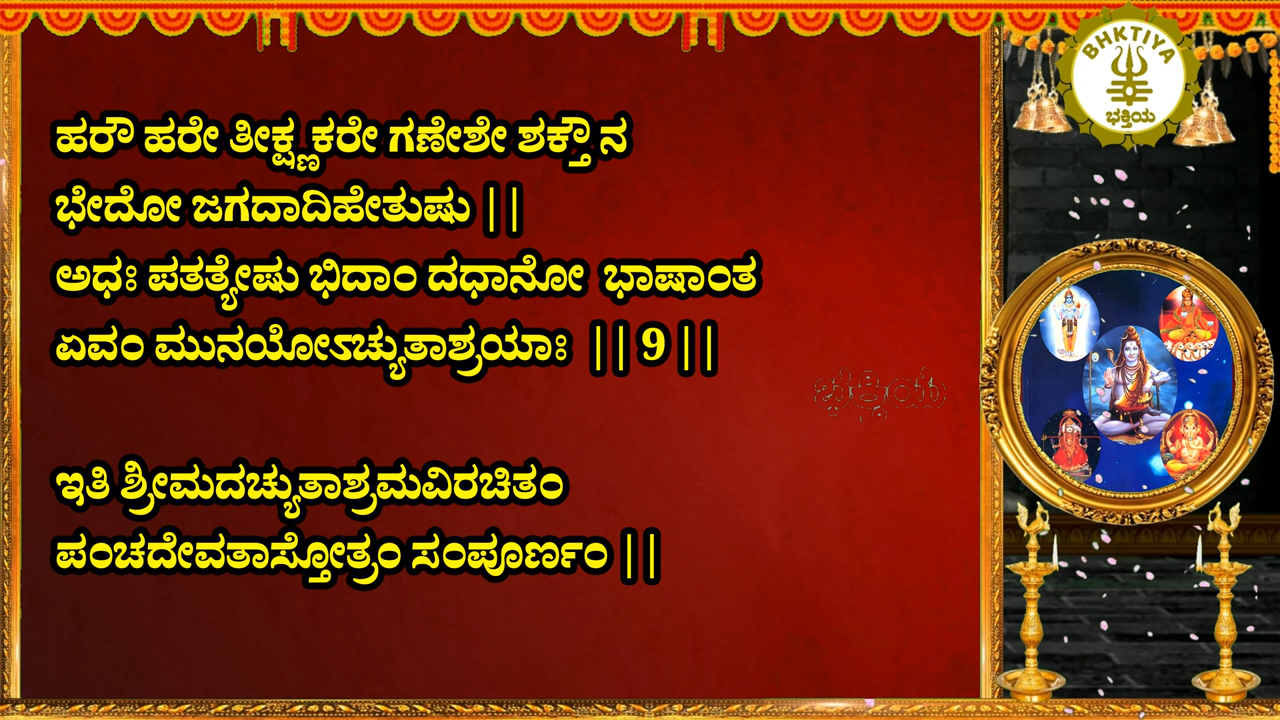 ಹರೌ ಹರೇ ತೀಕ್ಷ್ಣಕರೇ ಗಣೇಶೇ ಶಕ್ತೌ ನ
ಭೇದೋ ಜಗದಾದಿಹೇತುಷು ||
ಅಧಃ ಪತತ್ಯೇಷು ಭಿದಾಂ ದಧಾನೋ ಭಾಷಾಂತ
ಏವಂ ಮುನಯೋಽಚ್ಯುತಾಶ್ರಯಾಃ || 9 ||
ಇತಿ ಶ್ರೀಮದಚ್ಯುತಾಶ್ರಮವಿರಚಿತಂ
ಪಂಚದೇವತಾಸ್ತೋತ್ರಂ ಸಂಪೂರ್ಣಂ ||
BHKTIYA
ಭಕ್ತಿಯ
ಭಕ್ತಿಯ